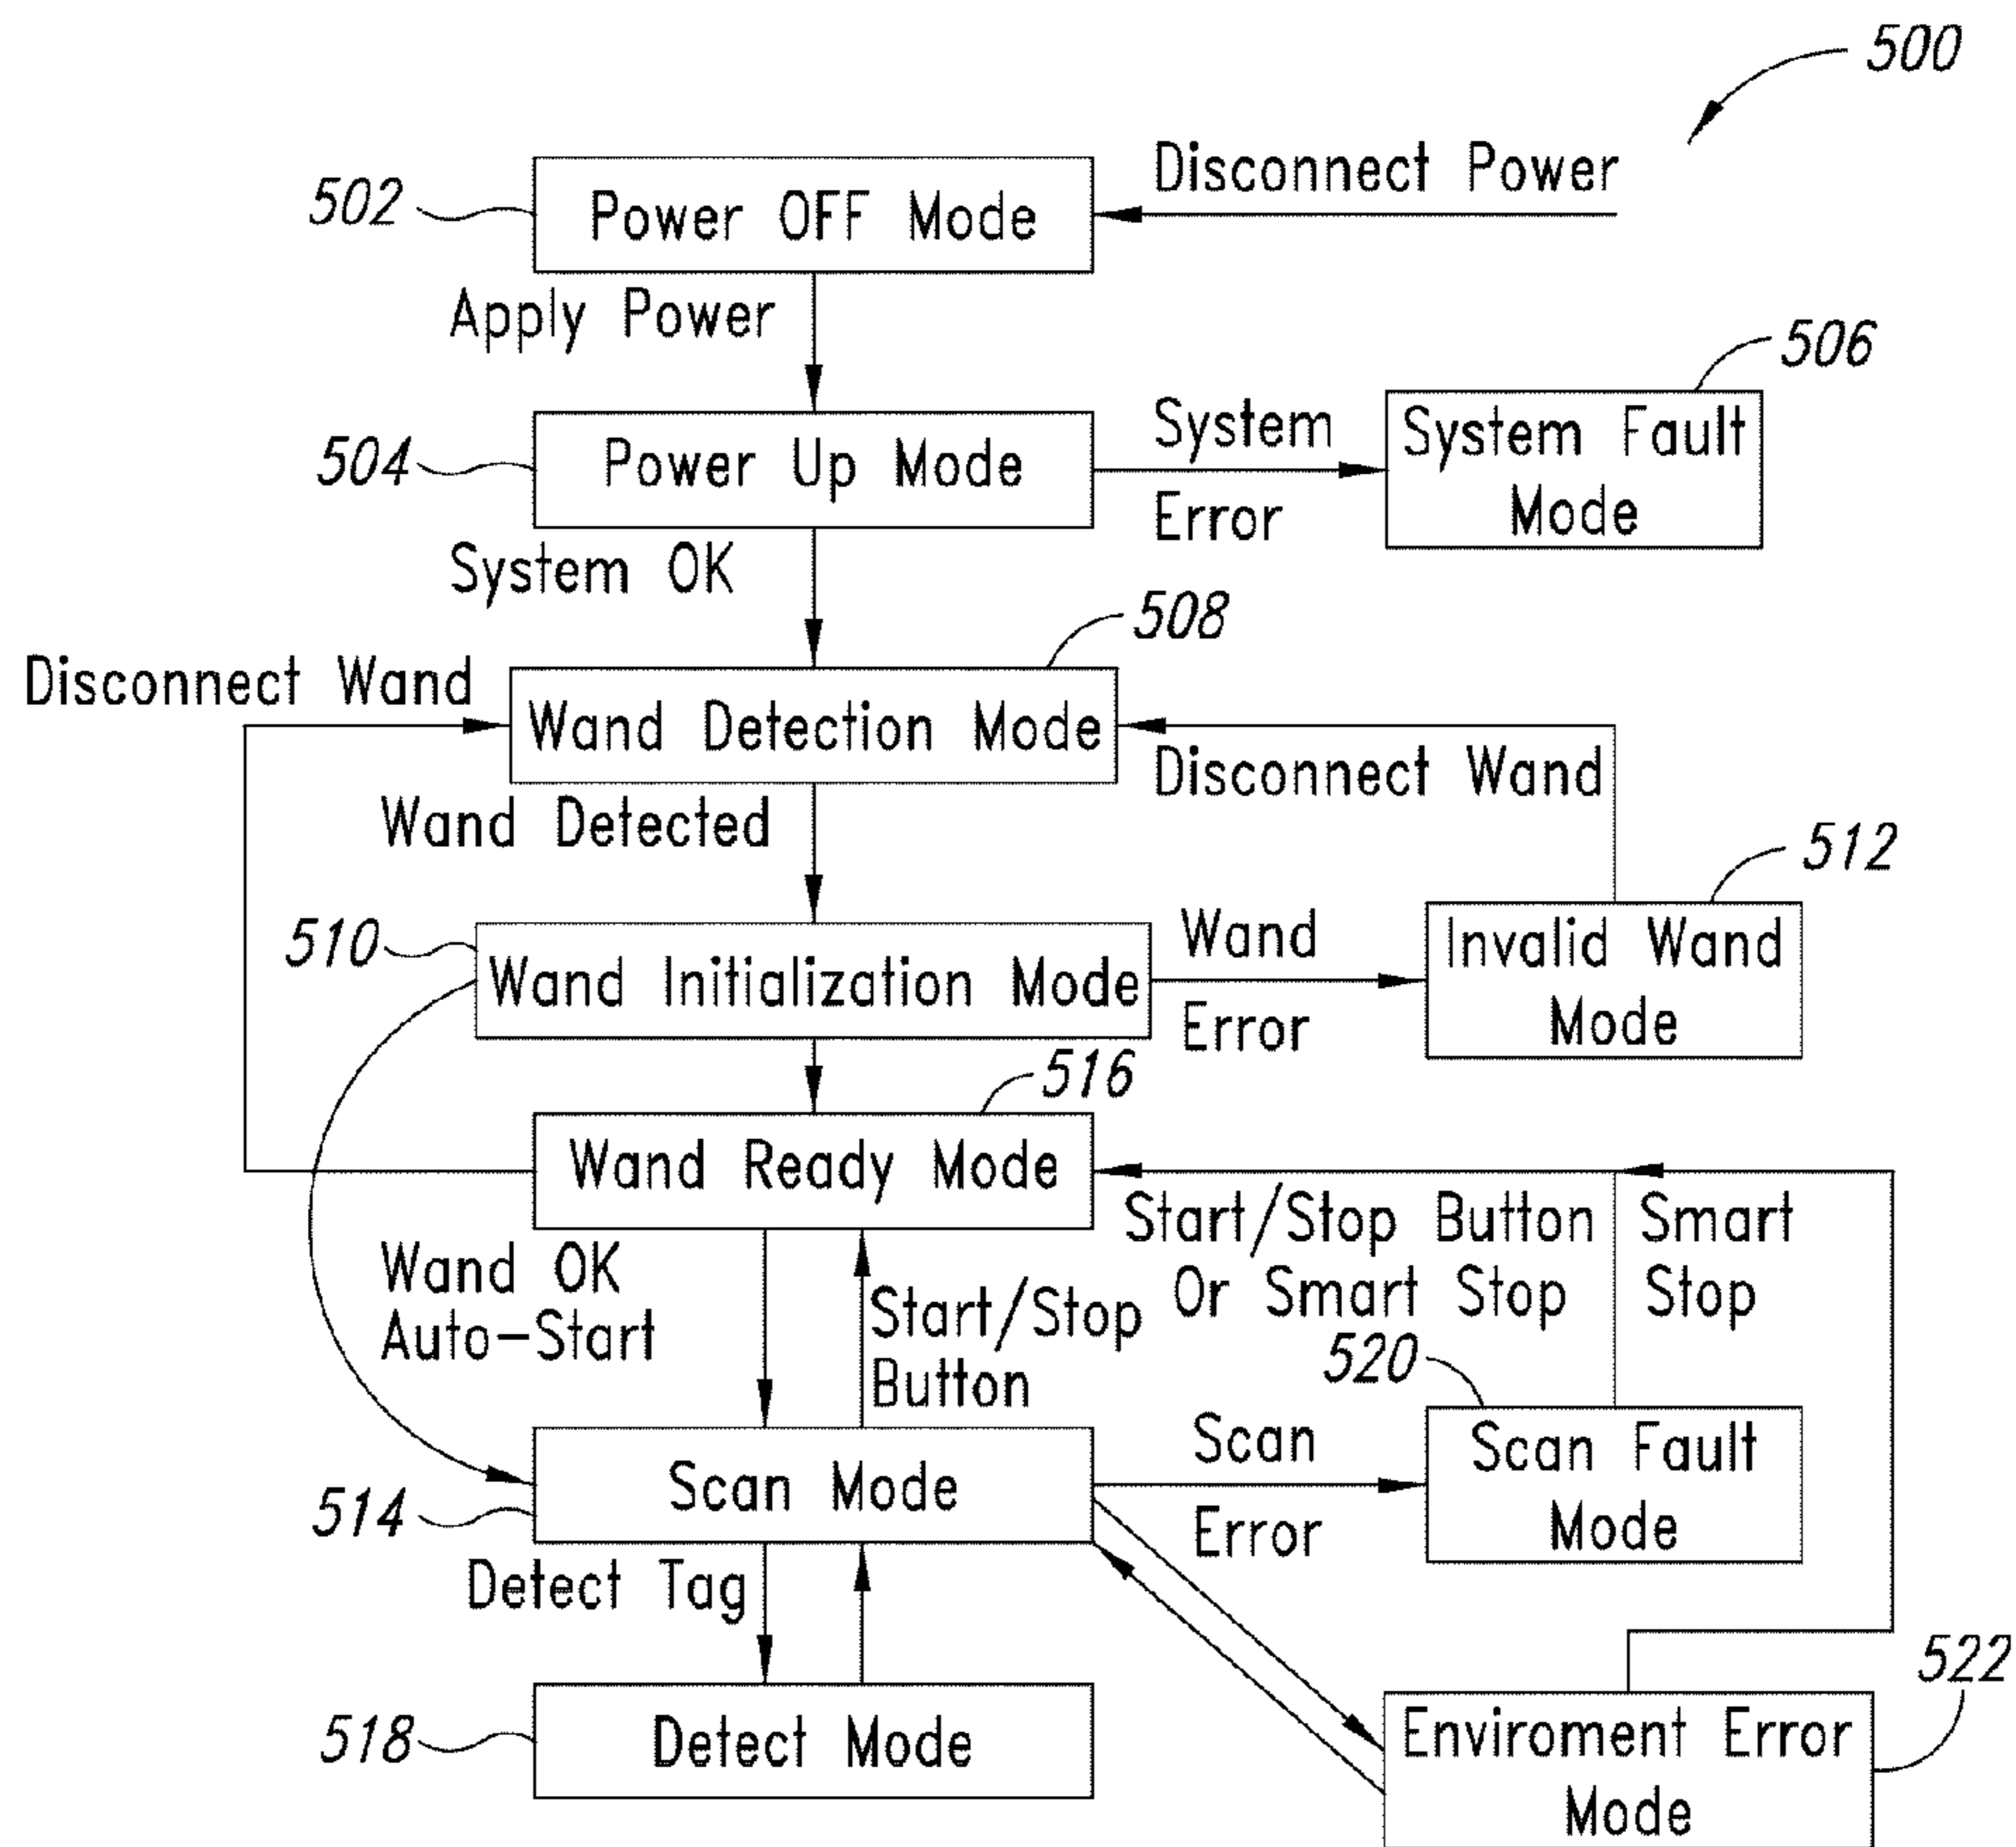 500
Disconnect Power
502
Power OFF Mode
Apply Power
506
504
Power Up Mode
System
Error
System Fault
Mode
System OK
508
Disconnect Wand
Wand Detection Mode
Disconnect Wand
Wand Detected
512
510
Wand Initialization Mode
Wand
Error
Invalid Wand
Mode
516
Wand Ready Mode
Start/Stop Button
Or Smart Stop
Smart
Stop
Wand OK
Auto-Start
Start/Stop
Button
520
Scan Mode
514
Scan
Error
Scan Fault
Mode
Detect Tag
522
518
Detect Mode
Enviroment Error
Mode